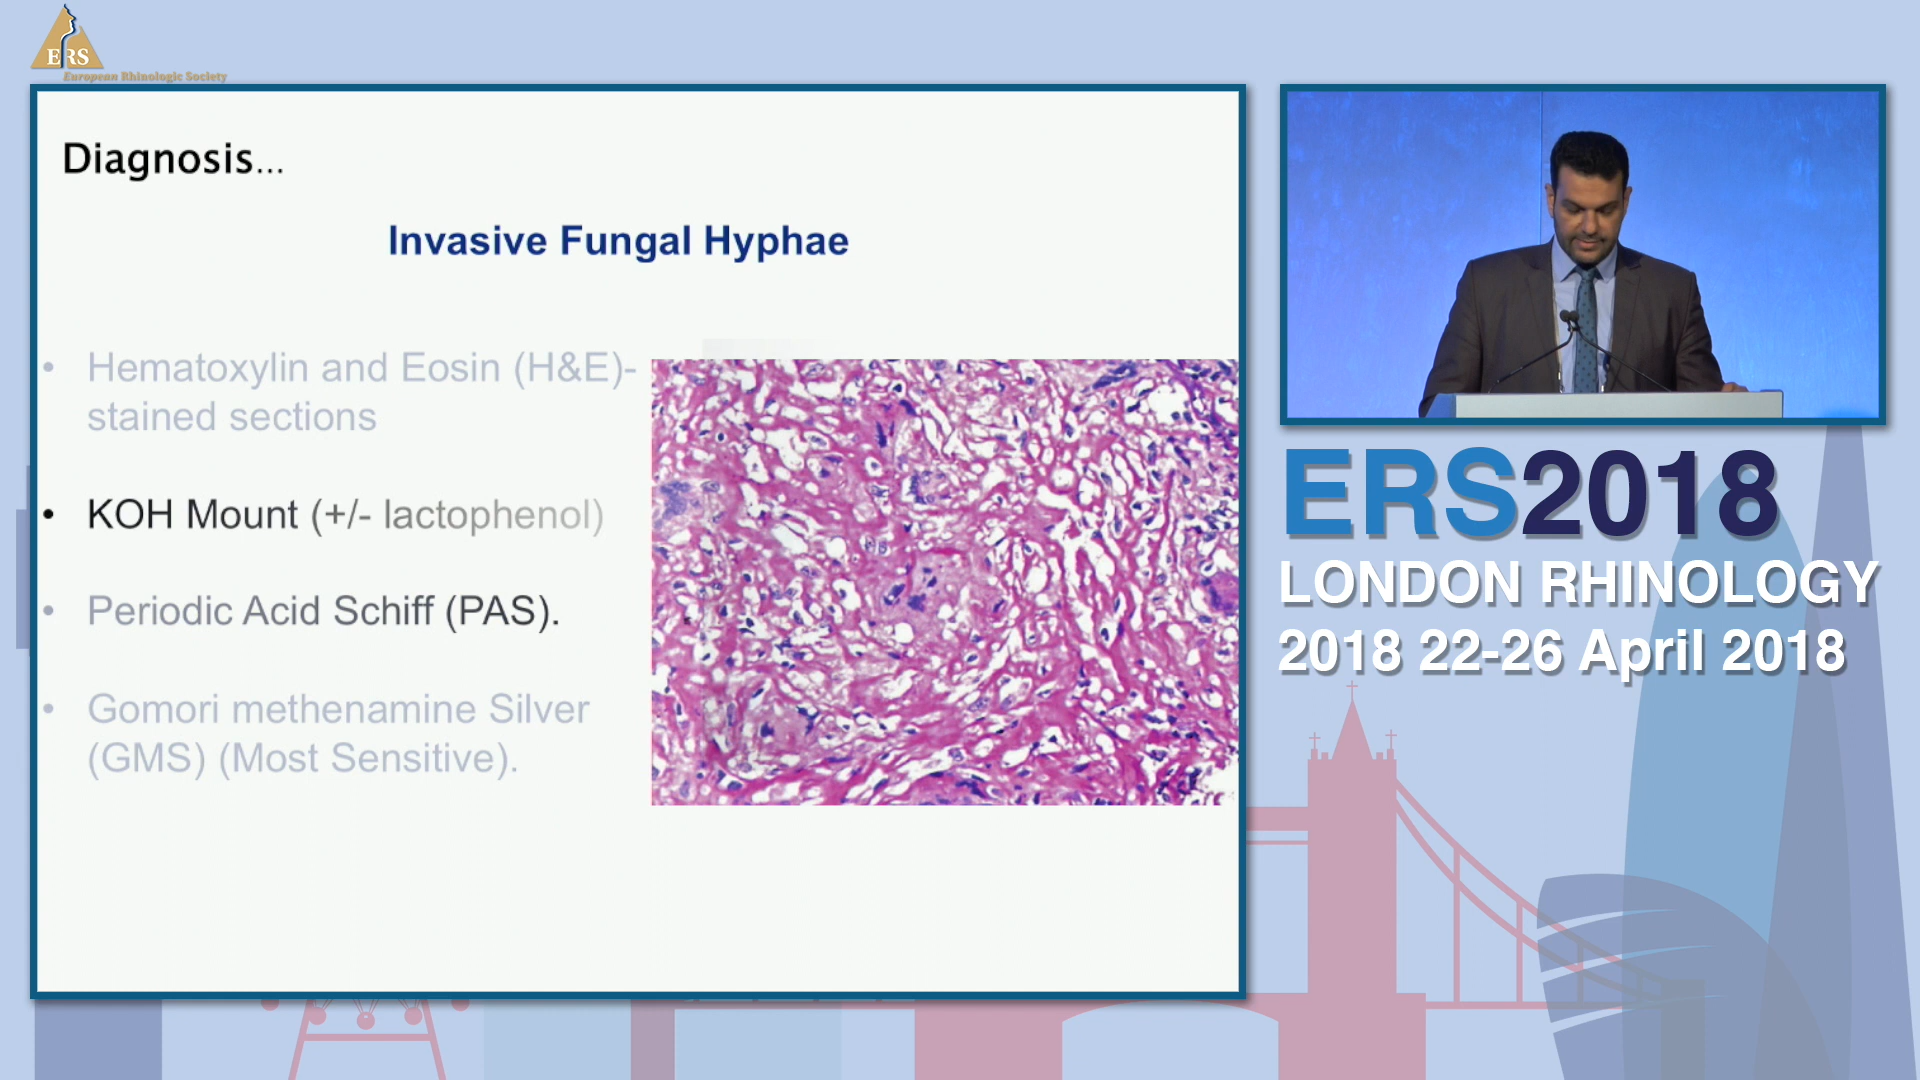 ERS
European Rhinologic Society
Diagnosis...
Invasive Fungal Hyphae
• Hematoxylin and Eosin (H&E)-
stained sections
• KOH Mount (+/- lactophenol)
• Periodic Acid Schiff (PAS).
• Gomori methenamine Silver
(GMS) (Most Sensitive).
ERS2018
LONDON RHINOLOGY
2018 22-26 April 2018